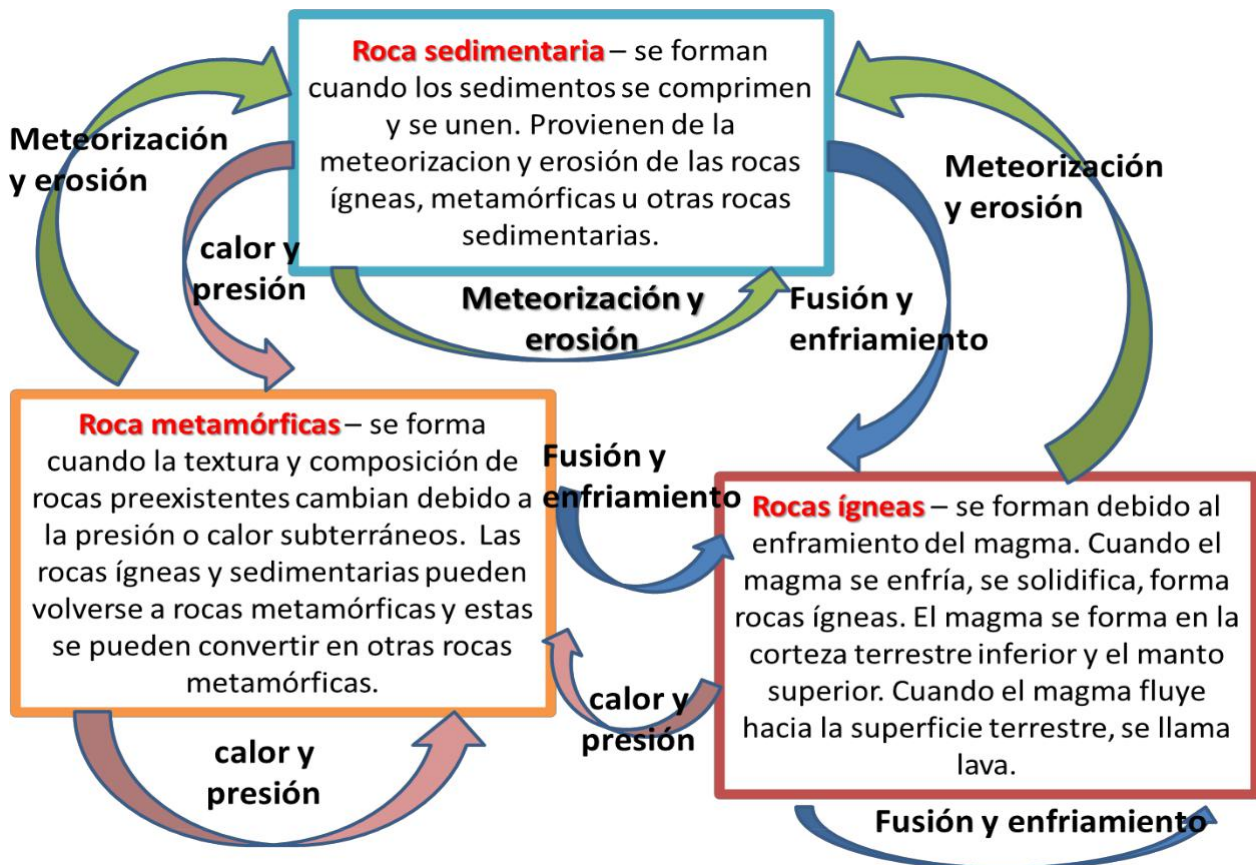 Roca sedimentaria – se forman
cuando los sedimentos se comprimen
y se unen. Provienen de la
meteorizacion y erosión de las rocas
ígneas, metamórficas u otras rocas
sedimentarias.
Meteorización
y erosión
calor y
presión
Meteorización y
erosión
Fusión y
enfriamiento
Meteorización
y erosión
Roca metamórficas – se forma
cuando la textura y composición de
rocas preexistentes cambian debido a
la presión o calor subterráneos. Las
rocas ígneas y sedimentarias pueden
volverse a rocas metamórficas y estas
se pueden convertir en otras rocas
metamórficas.
Fusión y
enfriamiento
Rocas ígneas – se forman debido al
enframiento del magma. Cuando el
magma se enfría, se solidifica, forma
rocas ígneas. El magma se forma en la
corteza terrestre inferior y el manto
superior. Cuando el magma fluye
hacia la superficie terrestre, se llama
lava.
calor y
presión
calor y
presión
Fusión y enfriamiento